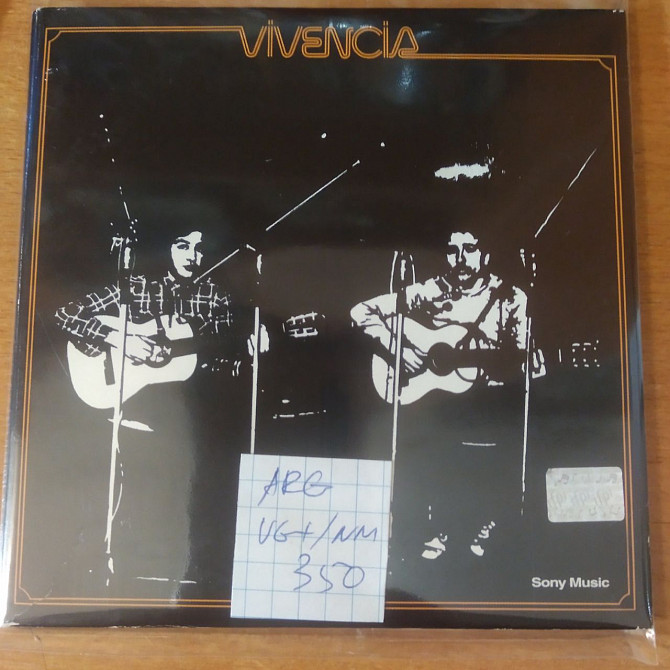 VIVENCIA
ARG
VG+/NM
350
Sony Music